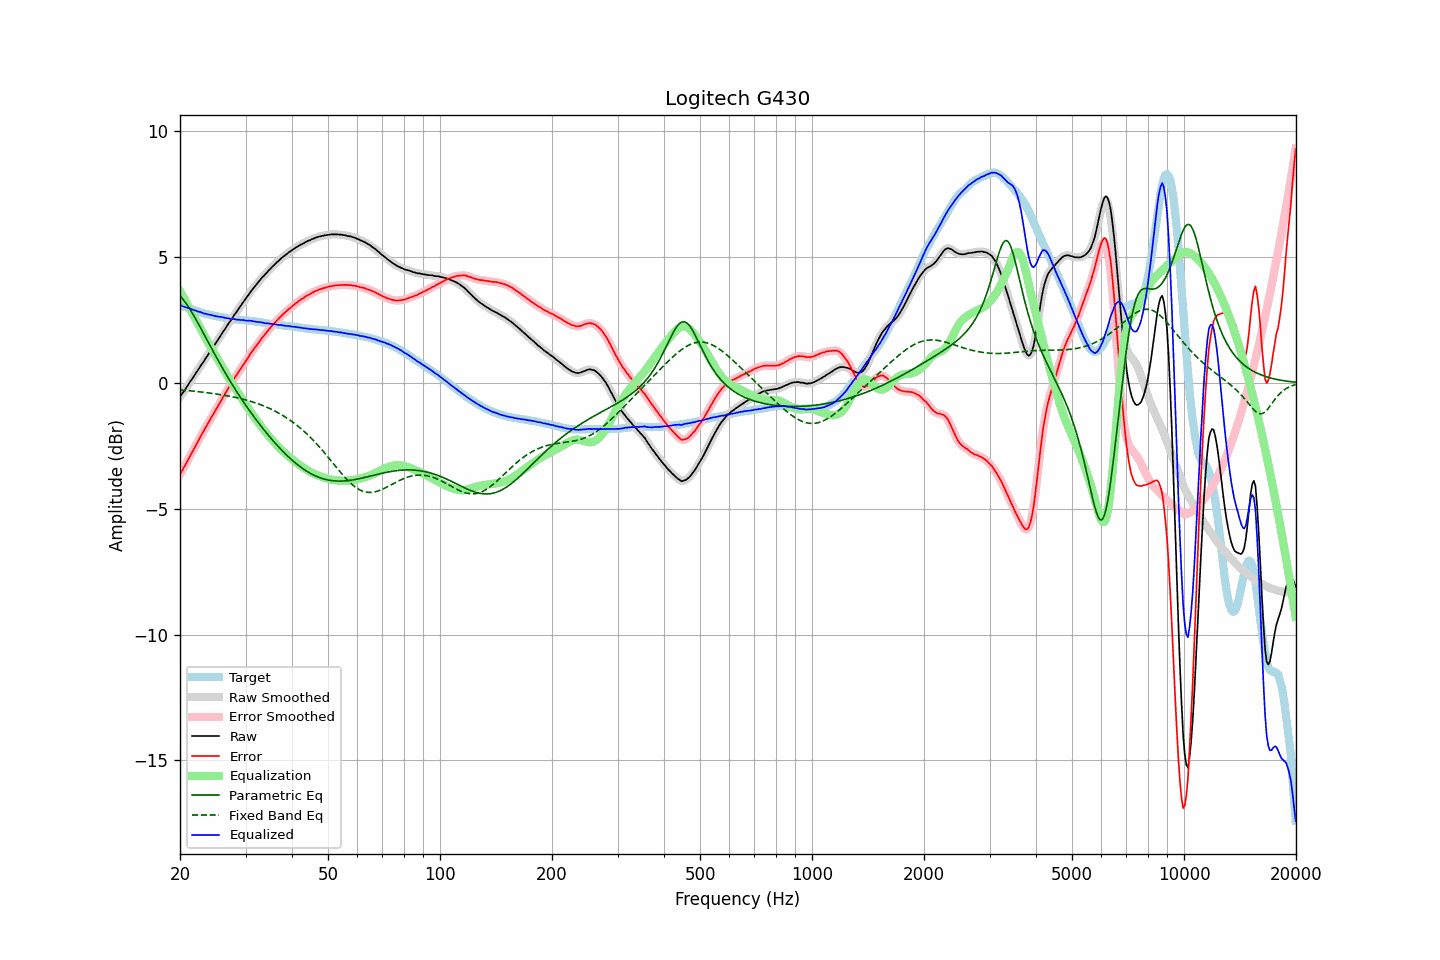 Logitech G430
10
5
0
−5
−10
−15
Amplitude (dBr)
Target
Raw Smoothed
Error Smoothed
Raw
Error
Equalization
Parametric Eq
Fixed Band Eq
Equalized
20 50 100 200 500 1000 2000 5000 10000 20000
Frequency (Hz)